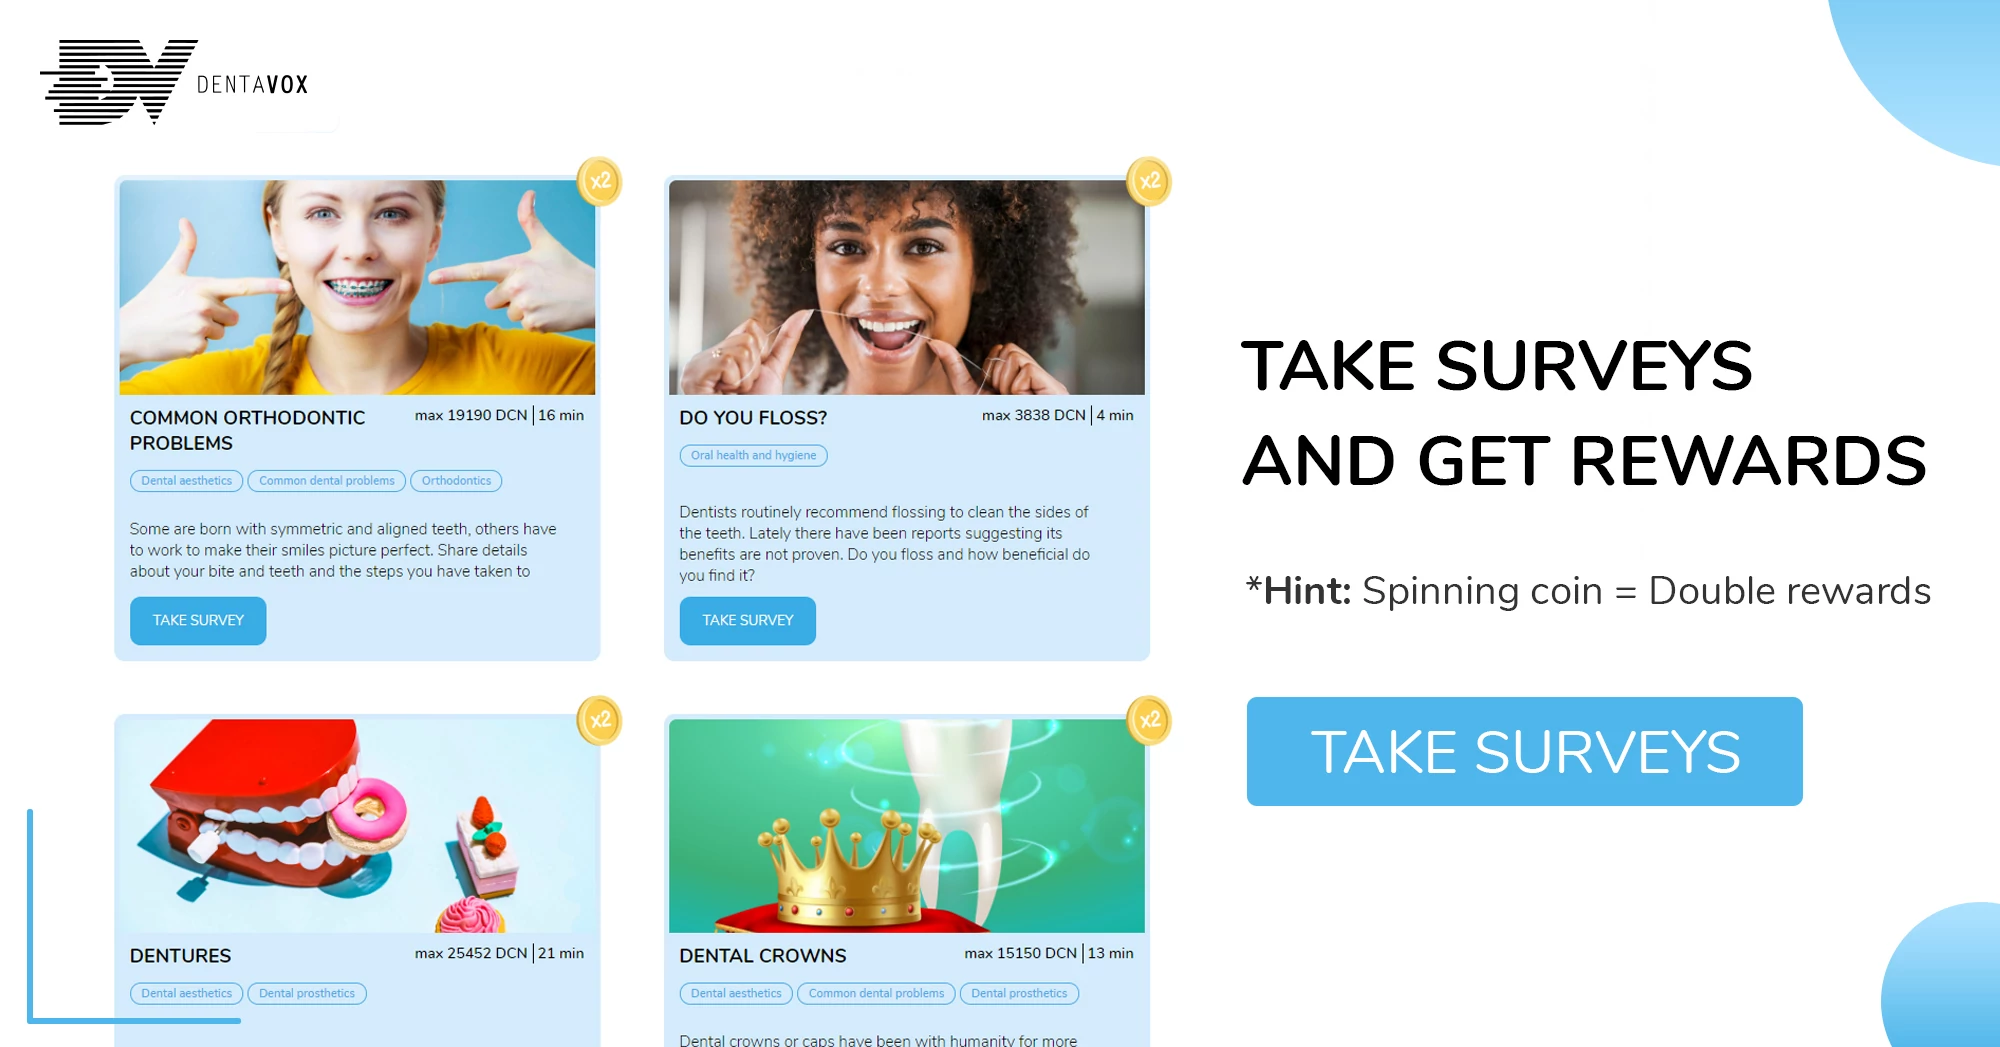 DENTAVOX
x2
COMMON ORTHODONTIC
PROBLEMS
max 19190 DCN | 16 min
Dental aesthetics
Common dental problems
Orthodontics
Some are born with symmetric and aligned teeth, others have
to work to make their smiles picture perfect. Share details
about your bite and teeth and the steps you have taken to
TAKE SURVEY
x2
DO YOU FLOSS?
max 3838 DCN | 4 min
Oral health and hygiene
Dentists routinely recommend flossing to clean the sides of
the teeth. Lately there have been reports suggesting its
benefits are not proven. Do you floss and how beneficial do
you find it?
TAKE SURVEY
x2
DENTURES
max 25452 DCN | 21 min
Dental aesthetics
Dental prosthetics
x2
DENTAL CROWNS
max 15150 DCN | 13 min
Dental aesthetics
Common dental problems
Dental prosthetics
Dental crowns or caps have been with humanity for more
TAKE SURVEYS
AND GET REWARDS
*Hint: Spinning coin = Double rewards
TAKE SURVEYS